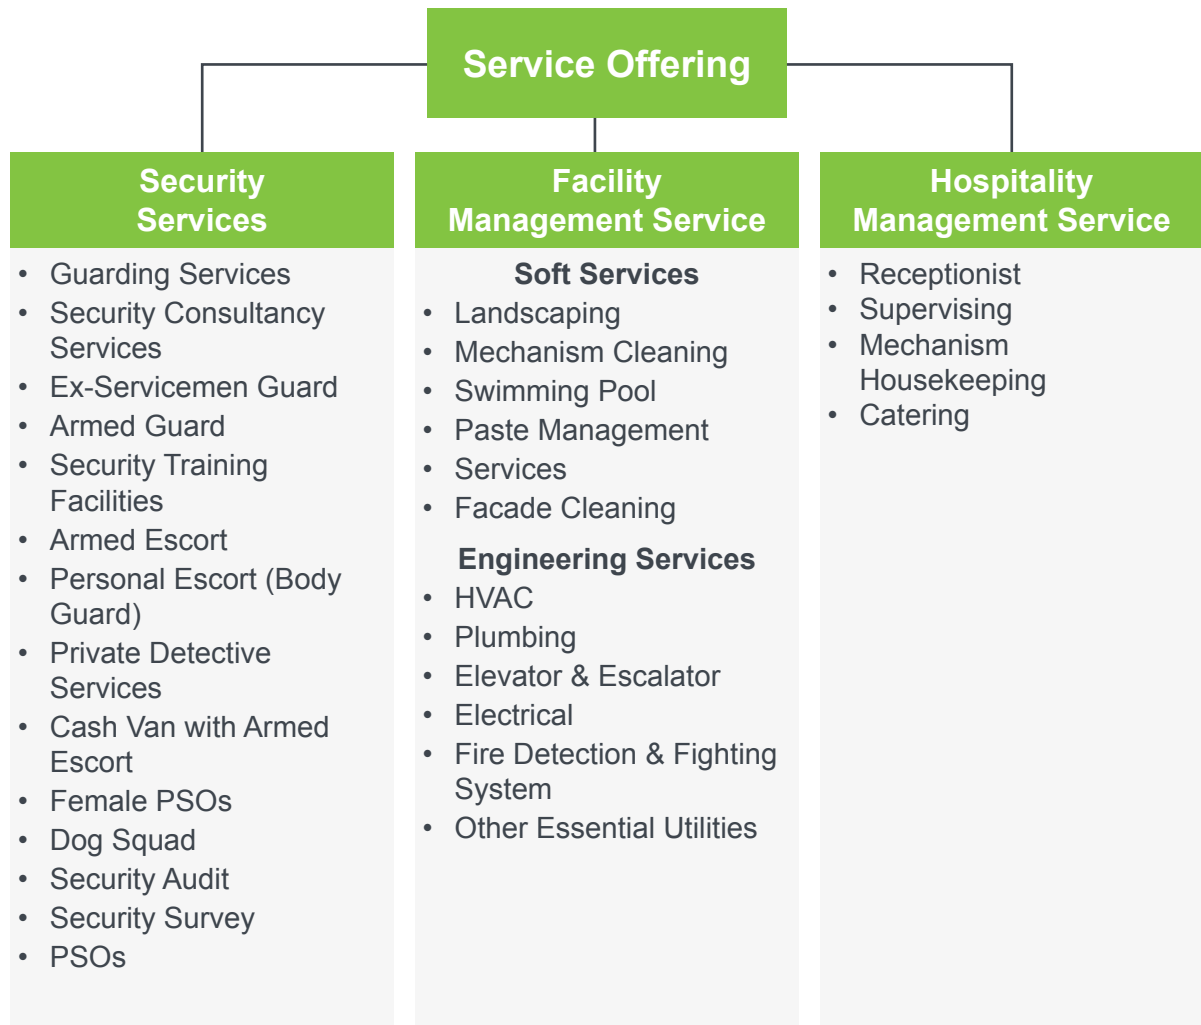 Service Offering
Security
Services
• Guarding Services
• Security Consultancy
Services
• Ex-Servicemen Guard
• Armed Guard
• Security Training
Facilities
• Armed Escort
• Personal Escort (Body
Guard)
• Private Detective
Services
• Cash Van with Armed
Escort
• Female PSOs
• Dog Squad
• Security Audit
• Security Survey
• PSOs
Facility
Management Service
Soft Services
• Landscaping
• Mechanism Cleaning
• Swimming Pool
• Paste Management
• Services
• Facade Cleaning
Engineering Services
• HVAC
• Plumbing
• Elevator & Escalator
• Electrical
• Fire Detection & Fighting
System
• Other Essential Utilities
Hospitality
Management Service
• Receptionist
• Supervising
• Mechanism
Housekeeping
• Catering